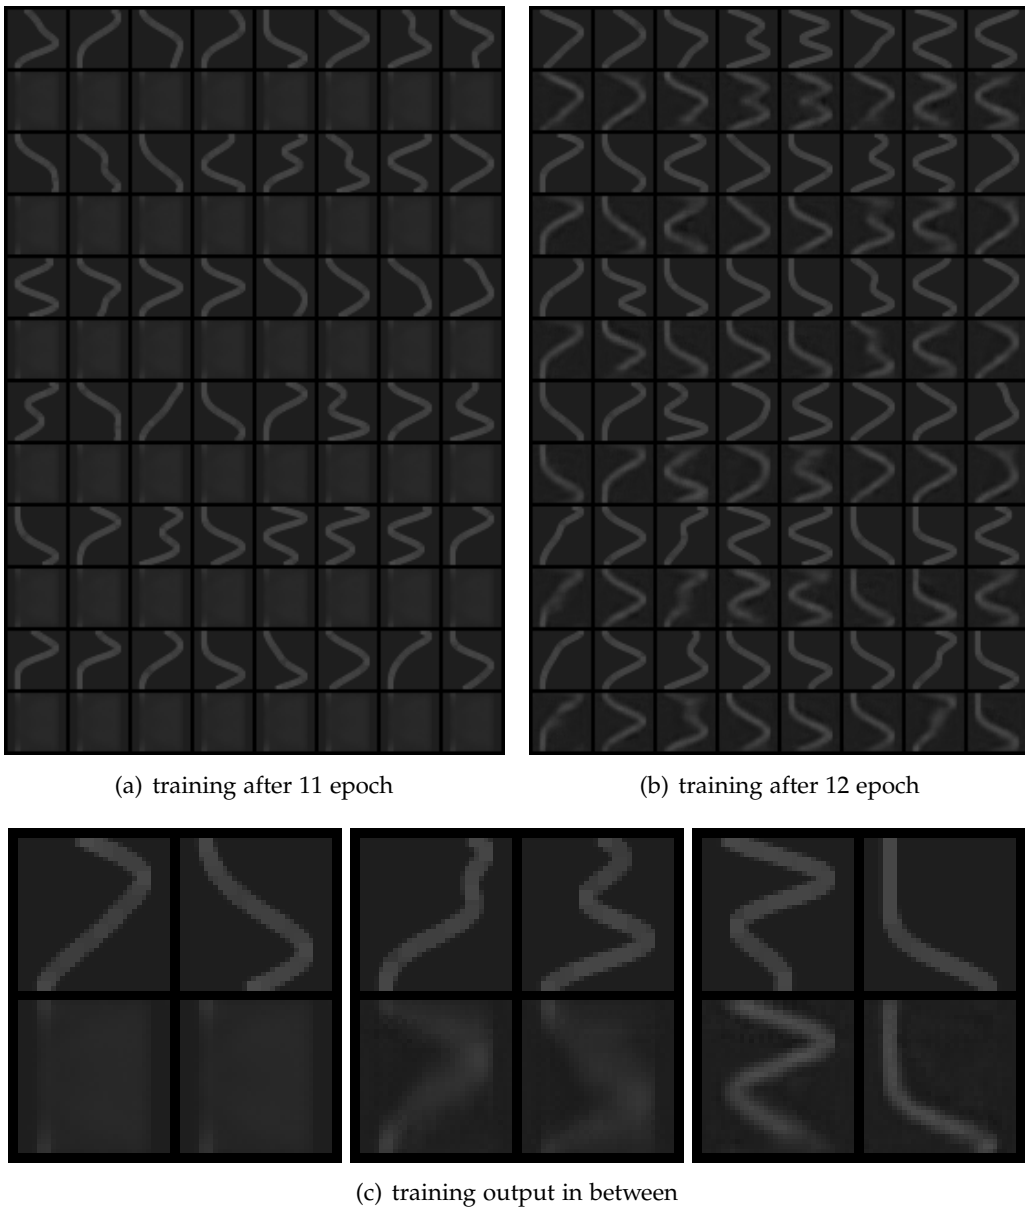 (a) training after 11 epoch
(b) training after 12 epoch
(c) training output in between